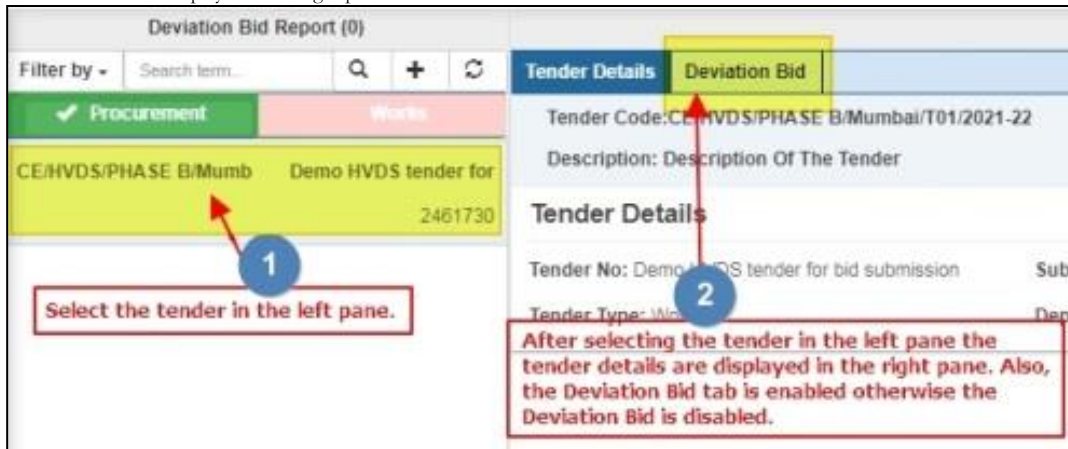 Deviation Bid Report (0)
Filter by
Search term...
Tender Details
Deviation Bid
Procurement
Works
Tender Code:CE/HVDS/PHASE B/Mumbai/T01/2021-22
Description: Description Of The Tender
CE/HVDS/PHASE B/Mumb
Demo HVDS tender for
2461730
Tender Details
Tender No: Demo HVDS tender for bid submission
Sub
1
2
Select the tender in the left pane.
Tender Type:
Dep
After selecting the tender in the left pane the
tender details are displayed in the right pane. Also,
the Deviation Bid tab is enabled otherwise the
Deviation Bid is disabled.